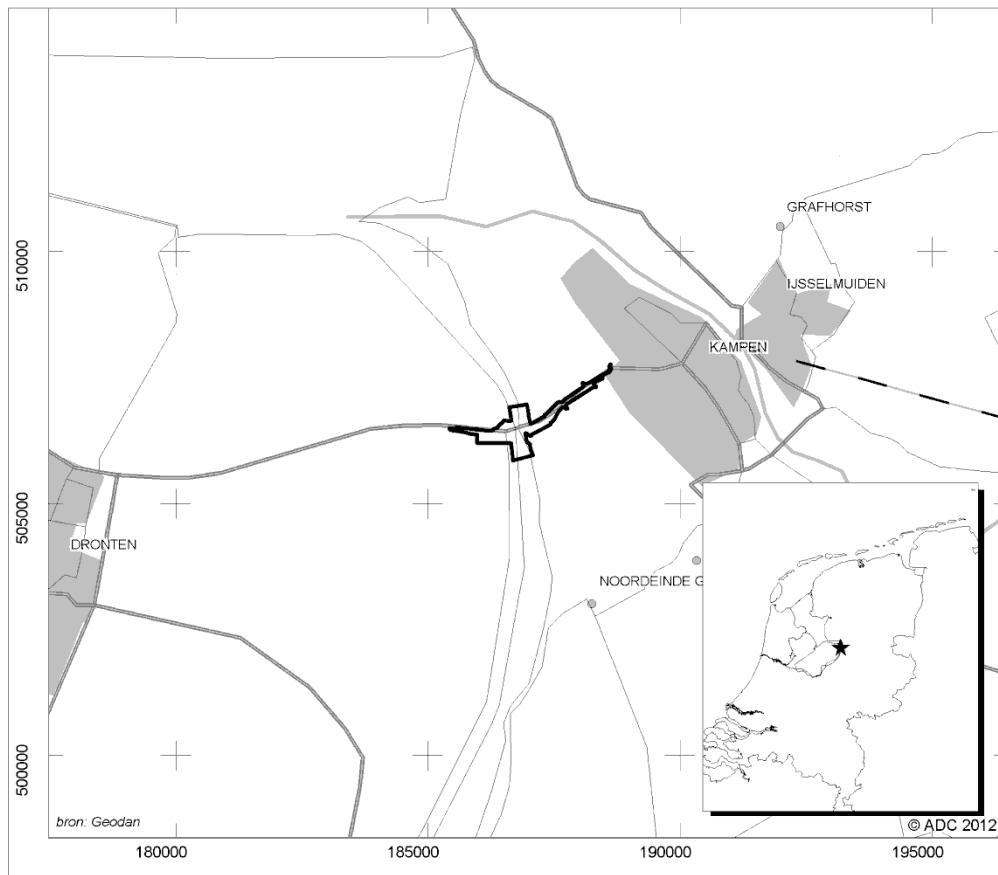 GRAFHORST
510000
IJSSELMUIDEN
KAMPEN
505000
DRONTEN
NOORDEINDE G
500000
bron: Geodan
© ADC 2012
180000
185000
190000
195000